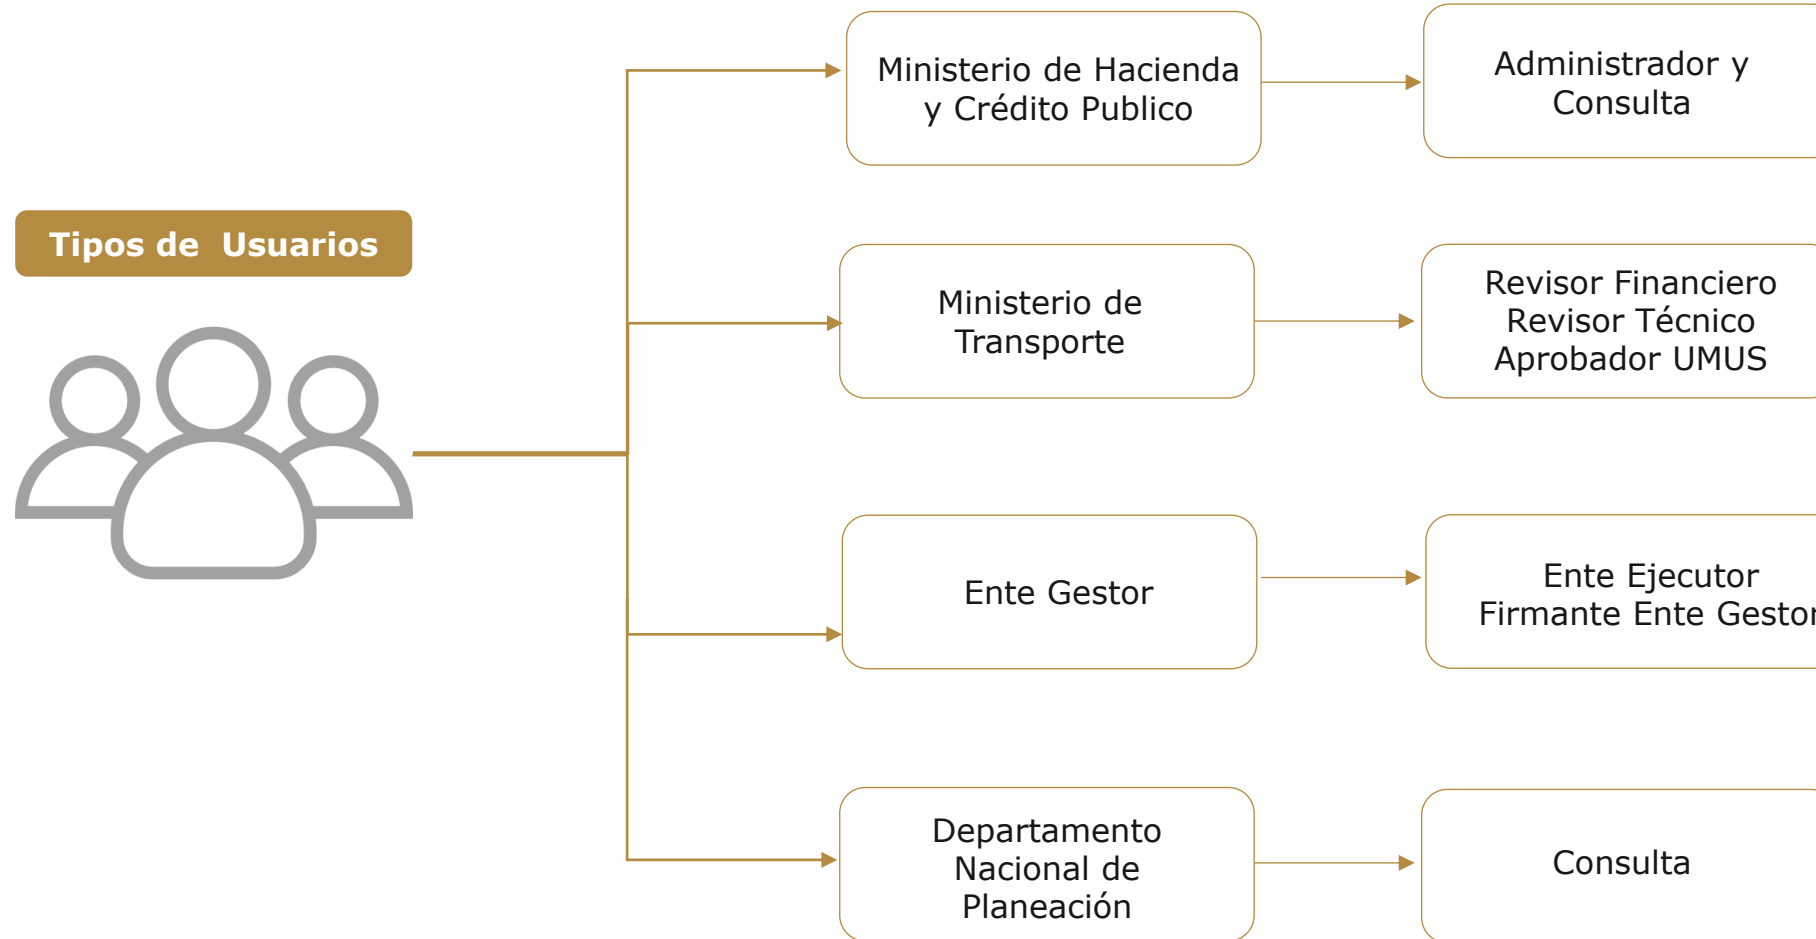 Tipos de  Usuarios
Ministerio de Hacienda
y Crédito Publico
Administrador y
Consulta
Ministerio de
Transporte
Revisor Financiero
Revisor Técnico
Aprobador UMUS
Ente Gestor
Ente Ejecutor
Firmante Ente Gestor
Departamento
Nacional de
Planeación
Consulta